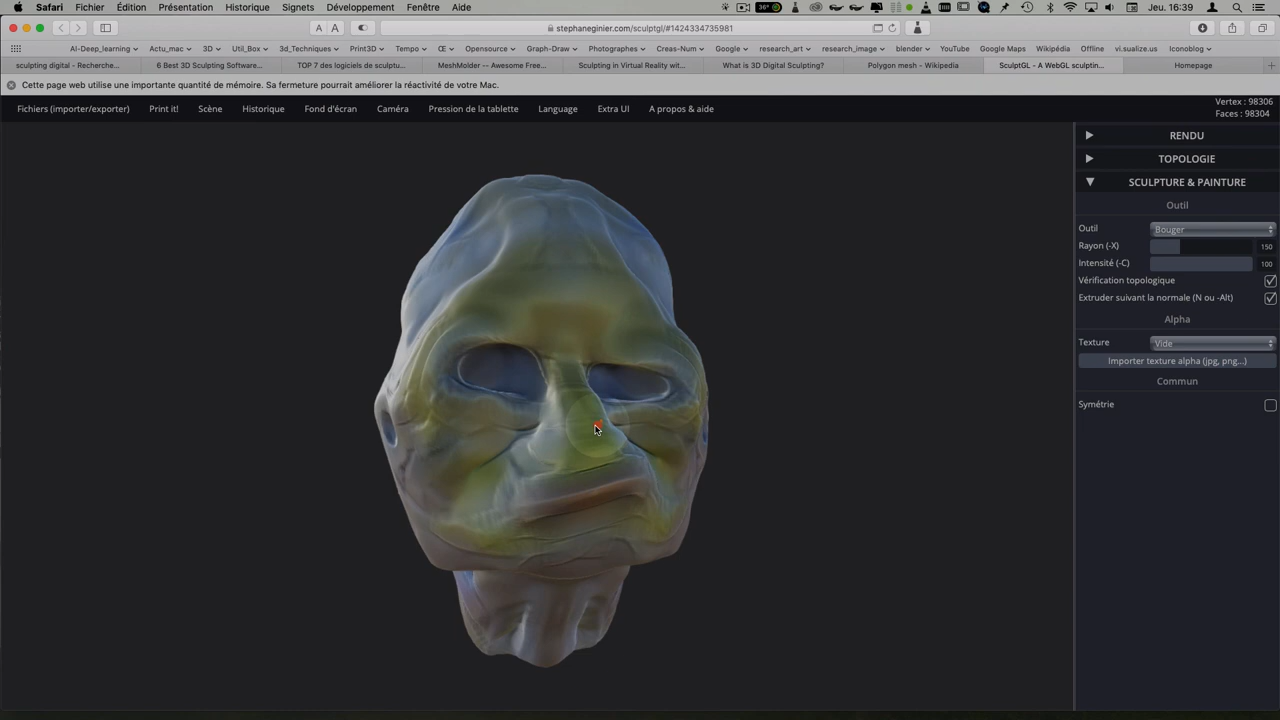 Safari Fichier Édition Présentation Historique Signets Développement Fenêtre Aide 36° Jeu. 16:39
A A stephaneginier.com/sculptgl/#1424334735981
AI-Deep_learning Actu_mac 3D Util_Box 3d_Techniques Print3D Tempo Œ Opensource Graph-Draw Photographes Creas-Num Google research_art research_image blender YouTube Google Maps Wikipédia Offline vi.sualize.us Iconoblog
sculpting digital - Recherche... 6 Best 3D Sculpting Software... TOP 7 des logiciels de sculptu... MeshMolder -- Awesome Free... Sculpting in Virtual Reality wit... What is 3D Digital Sculpting? Polygon mesh - Wikipedia SculptGL - A WebGL sculptin... Homepage
Cette page web utilise une importante quantité de mémoire. Sa fermeture pourrait améliorer la réactivité de votre Mac.
Fichiers (importer/exporter) Print it! Scène Historique Fond d'écran Caméra Pression de la tablette Language Extra UI A propos & aide
Vertex : 98306
Faces : 98304
RENDU
TOPOLOGIE
SCULPTURE & PAINTURE
Outil
Outil Bouger
Rayon (-X) 150
Intensité (-C) 100
Vérification topologique
Extruder suivant la normale (N ou -Alt)
Alpha
Texture Vide
Importer texture alpha (jpg, png...)
Commun
Symétrie